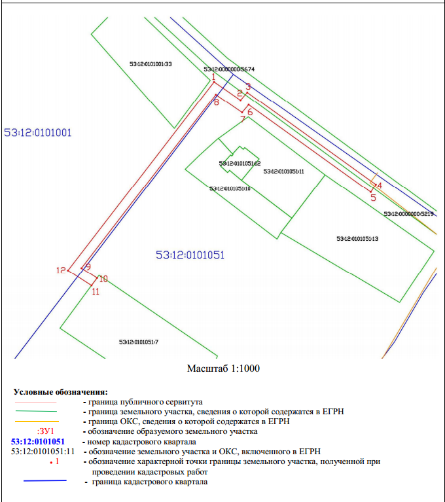 53:12:0101001:33
53:12:0000000:5674
1
2
3
8
6
7
53:12:0101001
53:12:0101051:12
53:12:0101051:11
4
5
53:12:0000000:5219
53:12:0101051:13
53:12:0101051
12
9
10
11
53:12:0101051:7
Масштаб 1:1000
Условные обозначения:
- граница публичного сервитута
- граница земельного участка, сведения о которой содержатся в ЕГРН
- граница ОКС, сведения о которой содержатся в ЕГРН
:ЗУ1 - обозначение образуемого земельного участка
53:12:0101051 - номер кадастрового квартала
53:12:0101051:11 - обозначение земельного участка и ОКС, включенного в ЕГРН
• 1 - обозначение характерной точки границы земельного участка, полученной при
проведении кадастровых работ
- граница кадастрового квартала